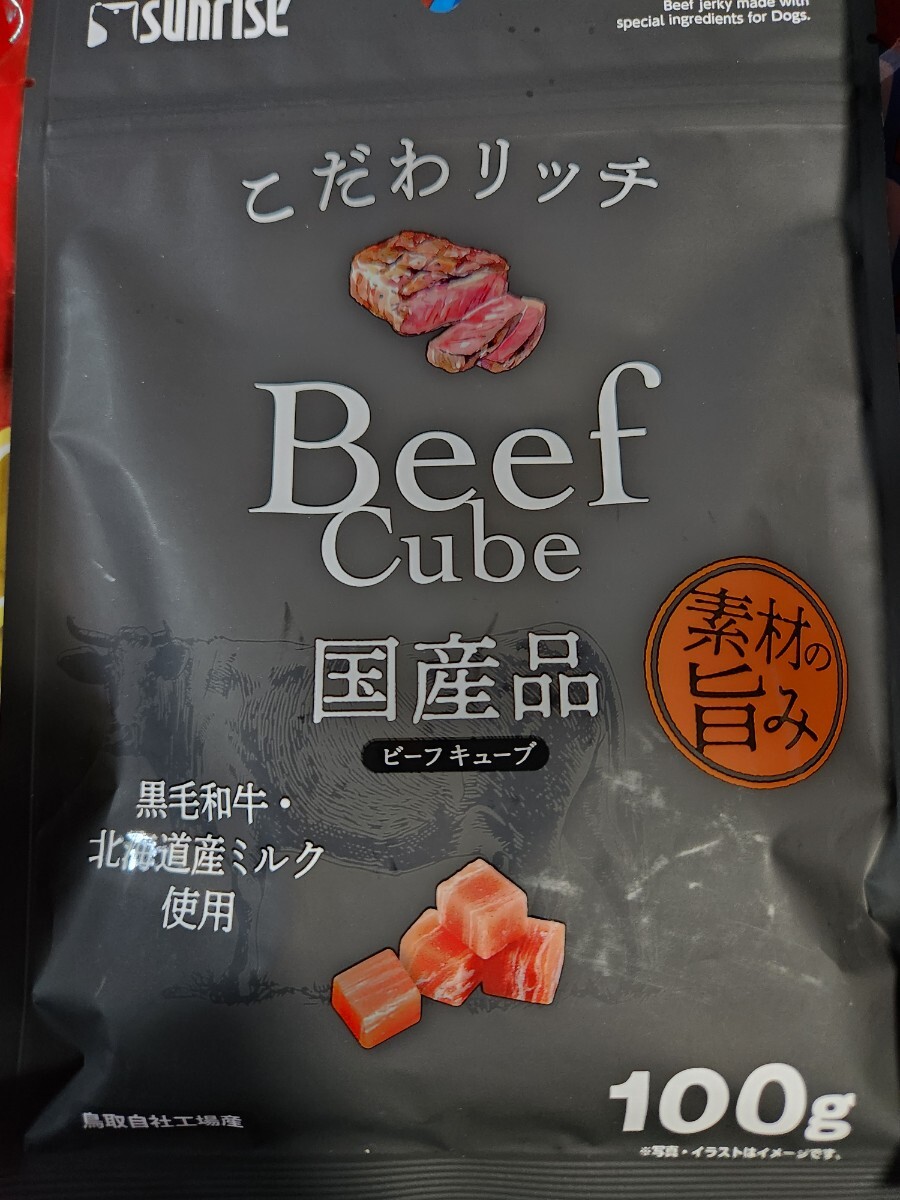 sunrise
Beef jerky made with
special ingredients for Dogs.
こだわリッチ
Beef
Cube
国産品
ビーフキューブ
素材の
旨み
黒毛和牛・
北海道産ミルク
使用
鳥取自社工場産
100g
※写真・イラストはイメージです。